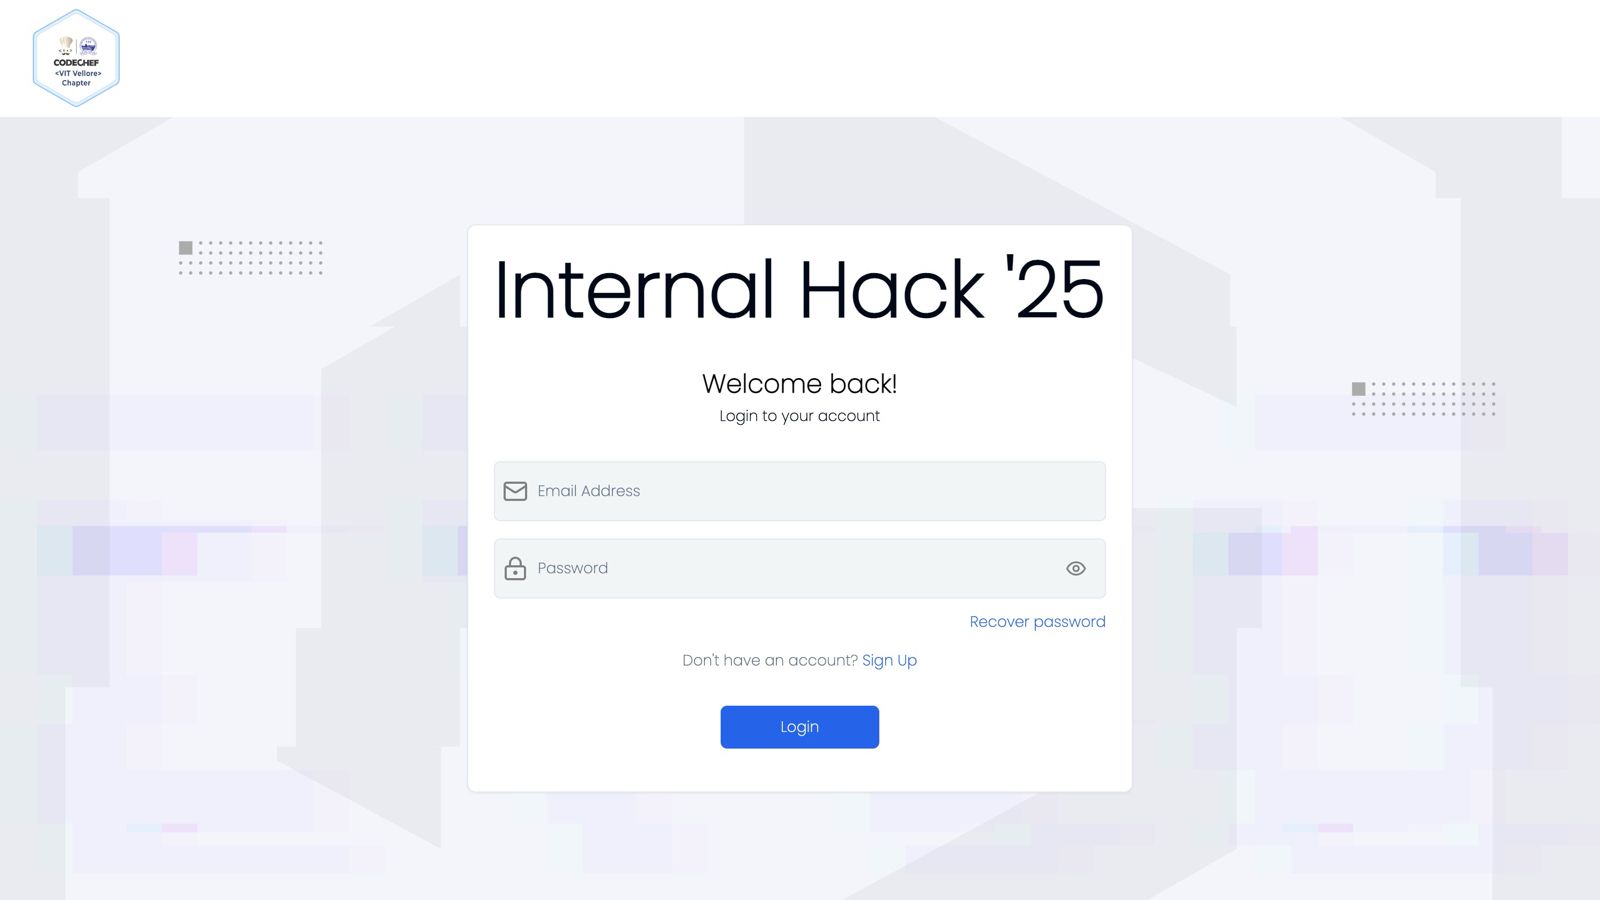 CODECHEF
<VIT Vellore>
Chapter
Internal Hack '25
Welcome back!
Login to your account
Email Address
Password
Recover password
Don't have an account? Sign Up
Login